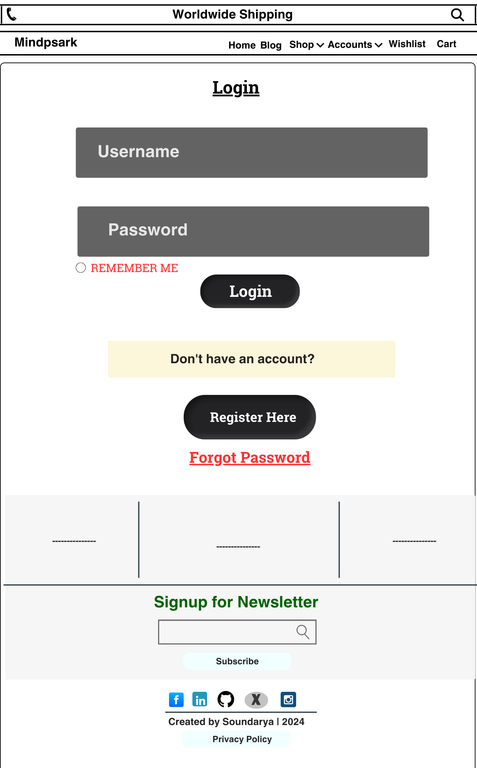 Worldwide Shipping
Mindpsark
Home Blog Shop Accounts Wishlist Cart
Login
Username
Password
REMEMBER ME
Login
Don't have an account?
Register Here
Forgot Password
---------------
---------------
---------------
Signup for Newsletter
Subscribe
Created by Soundarya | 2024
Privacy Policy